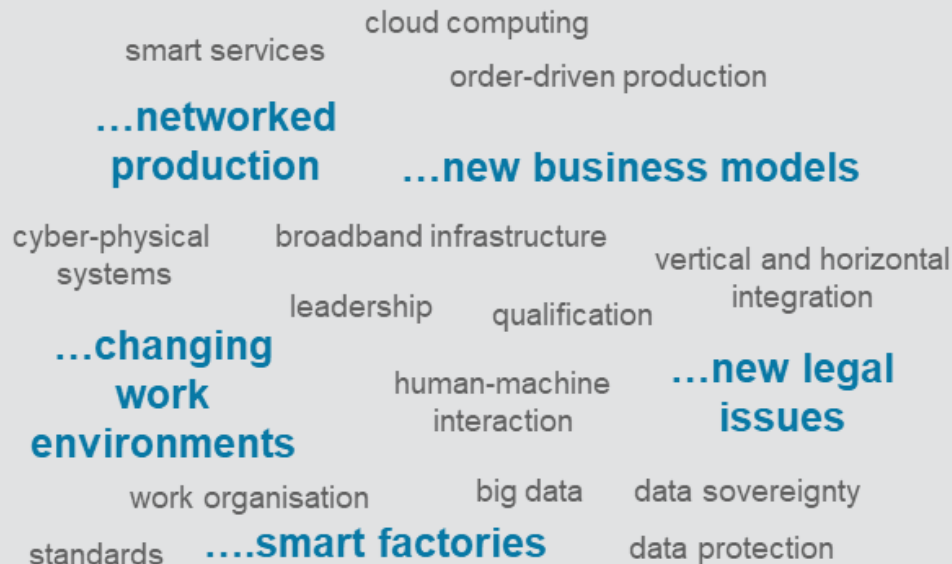 cloud computing
smart services
order-driven production
…networked
production
…new business models
cyber-physical
systems
broadband infrastructure
vertical and horizontal
integration
leadership
qualification
…changing
work
environments
human-machine
interaction
…new legal
issues
work organisation
big data
data sovereignty
standards
….smart factories
data protection